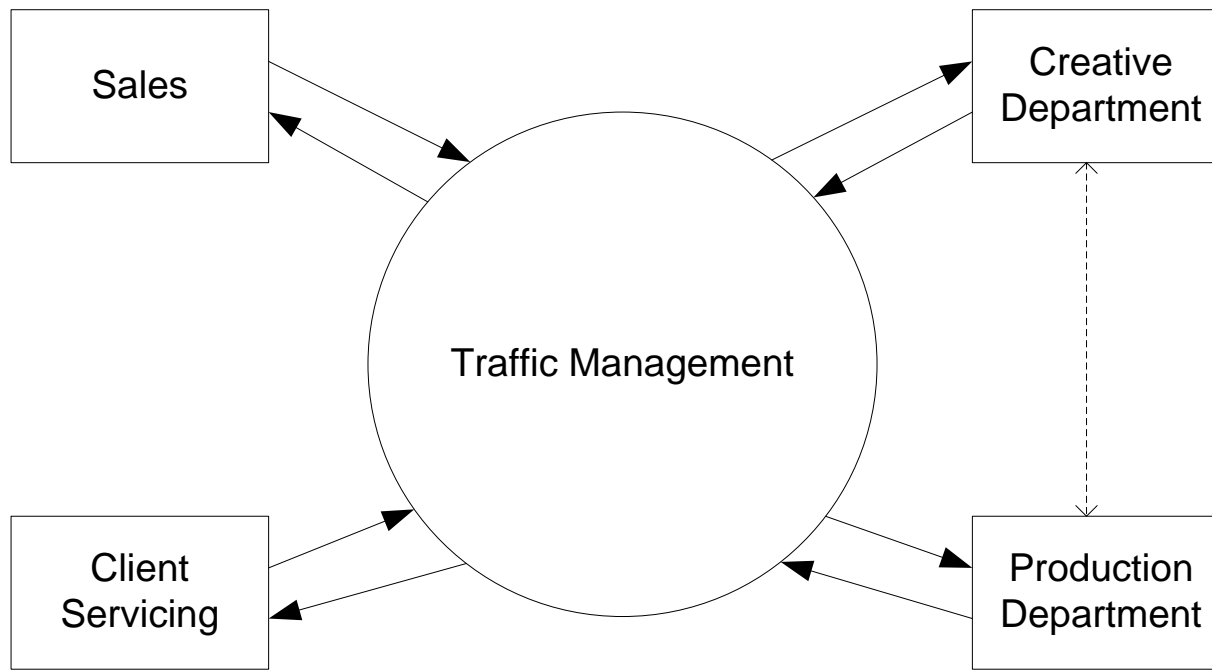 Sales
Creative
Department
Traffic Management
Client
Servicing
Production
Department